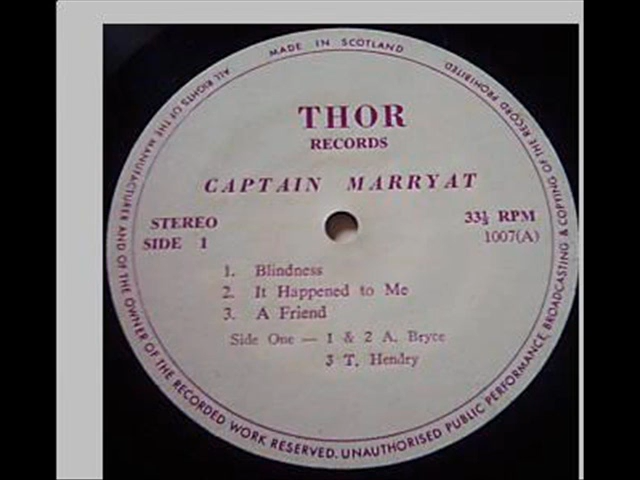 MADE IN SCOTLAND
ALL RIGHTS OF THE MANUFACTURER AND OF THE OWNER OF THE RECORDED WORK RESERVED. UNAUTHORISED PUBLIC PERFORMANCE, BROADCASTING & COPYING OF THE RECORD PROHIBITED
THOR
RECORDS
CAPTAIN MARRYAT
STEREO
SIDE 1
33⅓ RPM
1007(A)
1. Blindness
2. It Happened to Me
3. A Friend
Side One — 1 & 2 A. Bryce
3 T. Hendry